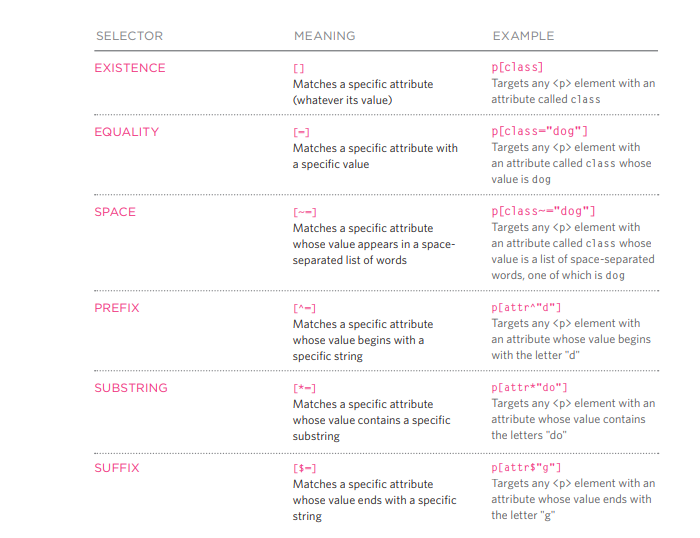 SELECTOR MEANING EXAMPLE
EXISTENCE [] p[class]
Matches a specific attribute Targets any <p> element with an
(whatever its value) attribute called class
EQUALITY [=] p[class="dog"]
Matches a specific attribute with Targets any <p> element with
a specific value an attribute called class whose
value is dog
SPACE [~=] p[class~="dog"]
Matches a specific attribute Targets any <p> element with
whose value appears in a space- an attribute called class whose
separated list of words value is a list of space-separated
words, one of which is dog
PREFIX [^=] p[attr^"d"]
Matches a specific attribute Targets any <p> element with
whose value begins with a an attribute whose value begins
specific string with the letter "d"
SUBSTRING [*=] p[attr*"do"]
Matches a specific attribute Targets any <p> element with an
whose value contains a specific attribute whose value contains
substring the letters "do"
SUFFIX [$=] p[attr$"g"]
Matches a specific attribute Targets any <p> element with an
whose value ends with a specific attribute whose value ends with
string the letter "g"